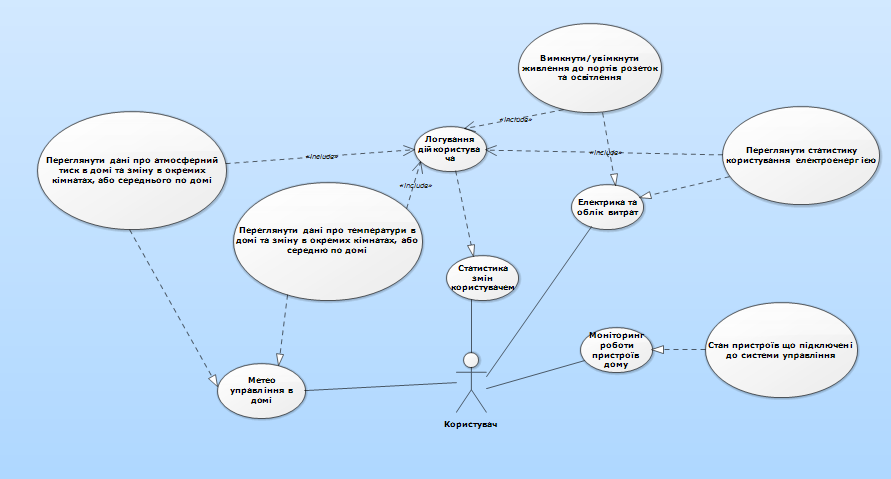 Вимкнути/увімкнути
живлення до портів розеток
та освітлення
«include»
Логування
дій користува
ча
Переглянути дані про атмосферний
тиск в домі та зміну в окремих
кімнатах, або середнього по домі
«include»
«include»
Переглянути статистику
користування електроенергією
«include»
Електрика та
облік витрат
Переглянути дані про температури в
домі та зміну в окремих кімнатах, або
середню по домі
Статистика
змін
користувачем
Моніторинг
роботи
пристроїв
дому
Стан пристроїв що підключені
до системи управління
Метео
управління в
домі
Користувач